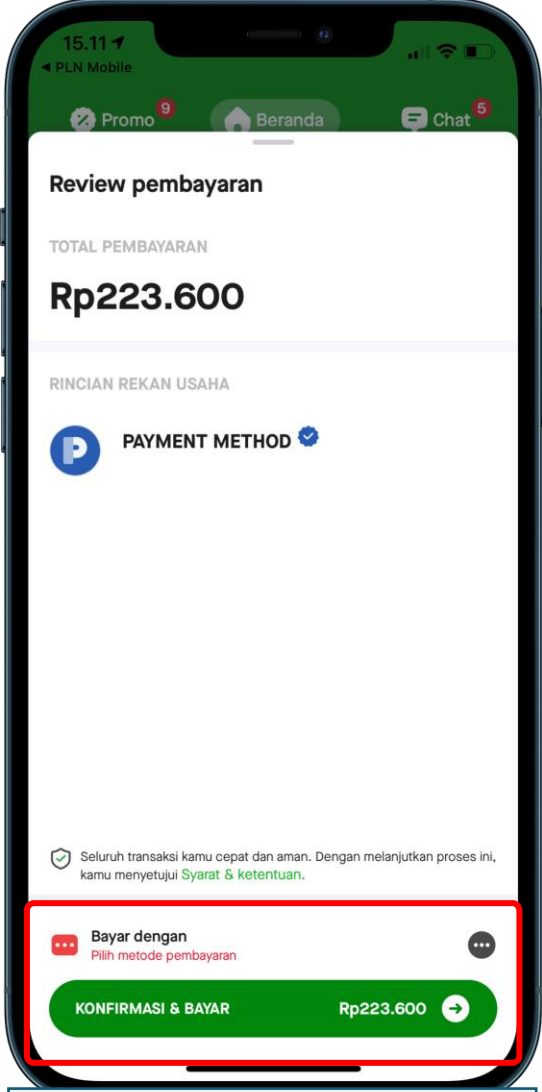 15.11
◀ PLN Mobile
Promo 9 Beranda Chat 5
Review pembayaran
TOTAL PEMBAYARAN
Rp223.600
RINCIAN REKAN USAHA
P PAYMENT METHOD
Seluruh transaksi kamu cepat dan aman. Dengan melanjutkan proses ini,
kamu menyetujui Syarat & ketentuan.
Bayar dengan
Pilih metode pembayaran
KONFIRMASI & BAYAR Rp223.600